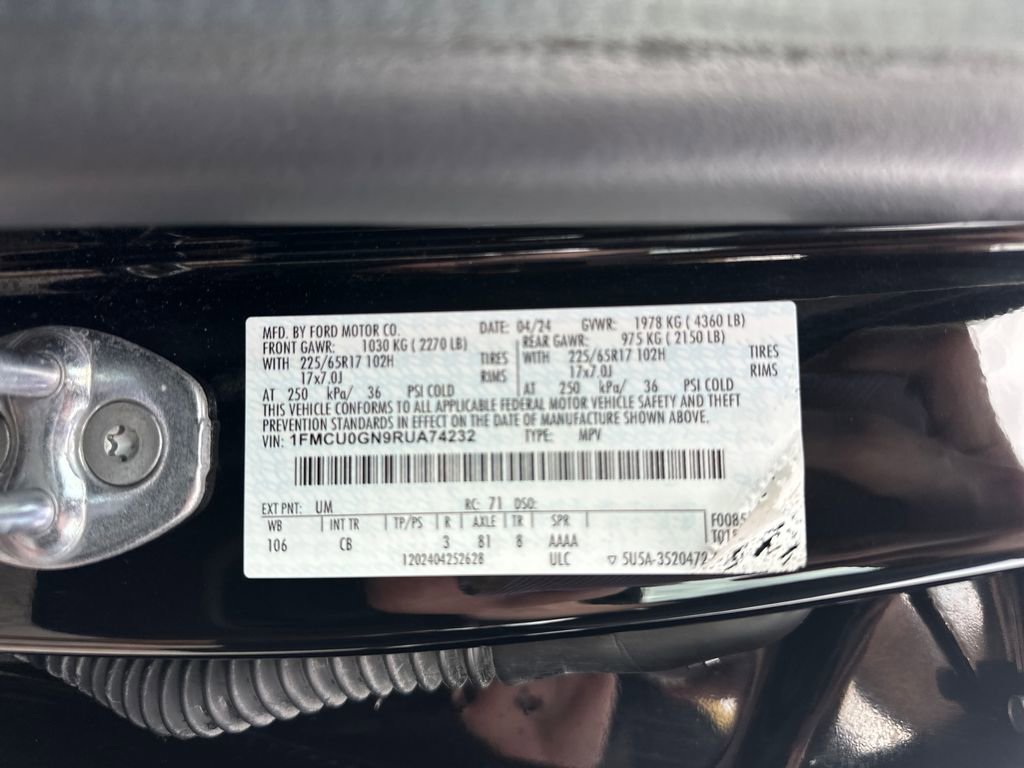 MFD. BY FORD MOTOR CO. DATE: 04/24 GVWR: 1978 KG ( 4360 LB)
FRONT GAWR: 1030 KG ( 2270 LB) REAR GAWR: 975 KG ( 2150 LB)
WITH 225/65R17 102H TIRES WITH 225/65R17 102H TIRES
17x7.0J RIMS 17x7.0J RIMS
AT 250 kPa/ 36 PSI COLD AT 250 kPa/ 36 PSI COLD
THIS VEHICLE CONFORMS TO ALL APPLICABLE FEDERAL MOTOR VEHICLE SAFETY AND THEFT
PREVENTION STANDARDS IN EFFECT ON THE DATE OF MANUFACTURE SHOWN ABOVE.
VIN: 1FMCU0GN9RUA74232 TYPE: MPV
EXT PNT: UM RC: 71 DSO:
WB INT TR TP/PS R AXLE TR SPR F0085
106 CB 3 81 8 AAAA
1202404252628 ULC ▽ 5U5A-3520472